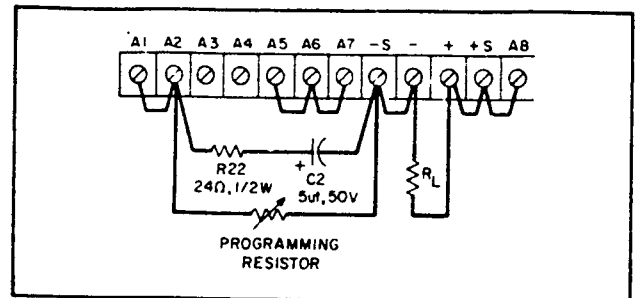 A1 A2 A3 A4 A5 A6 A7 -S - + +S A8
R22
24Ω, 1/2W
+
C2
5uf, 50V
RL
PROGRAMMING
RESISTOR